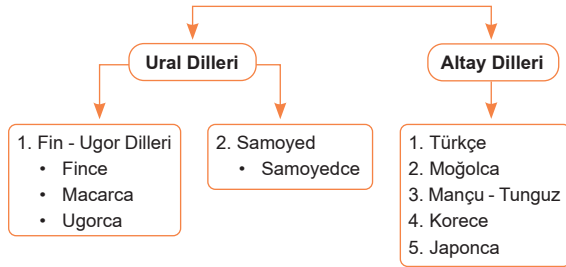 Ural Dilleri
Altay Dilleri
1. Fin - Ugor Dilleri
• Fince
• Macarca
• Ugorca
2. Samoyed
• Samoyedce
1. Türkçe
2. Moğolca
3. Mançu - Tunguz
4. Korece
5. Japonca